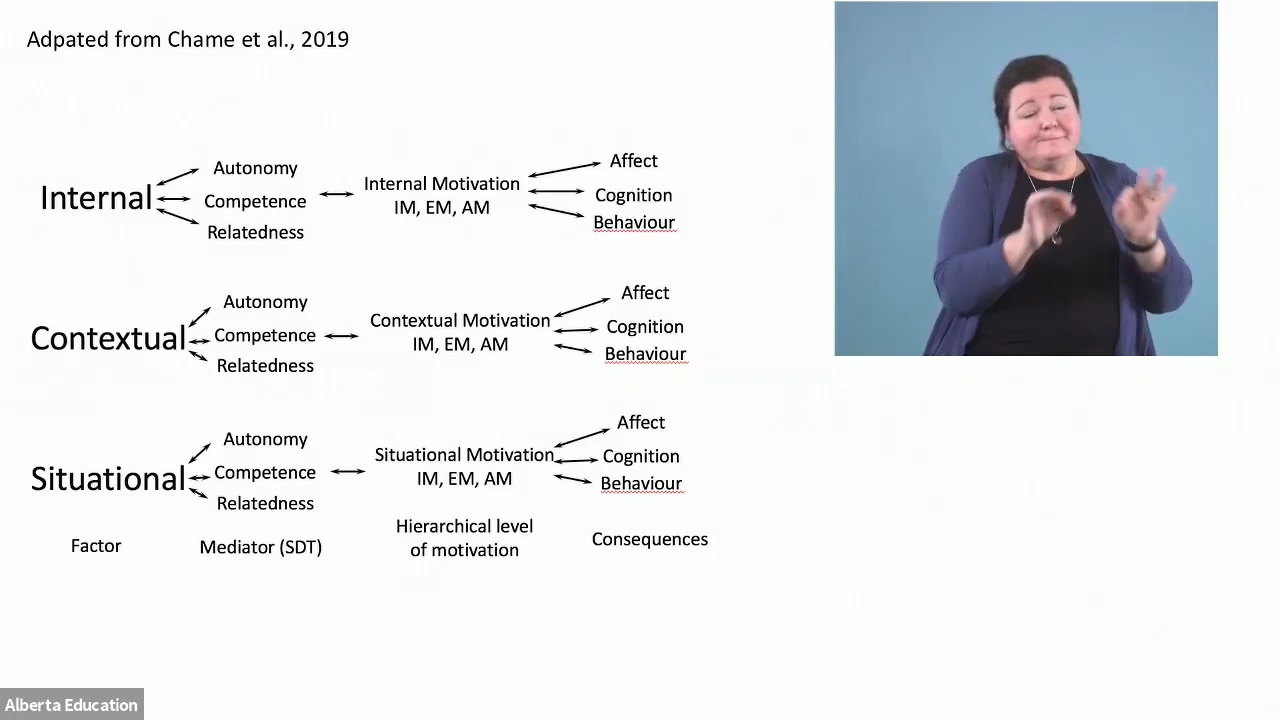 Adpated from Chame et al., 2019
Internal
Autonomy
Competence
Relatedness
Internal Motivation
IM, EM, AM
Affect
Cognition
Behaviour
Contextual
Autonomy
Competence
Relatedness
Contextual Motivation
IM, EM, AM
Affect
Cognition
Behaviour
Situational
Autonomy
Competence
Relatedness
Situational Motivation
IM, EM, AM
Affect
Cognition
Behaviour
Factor
Mediator (SDT)
Hierarchical level
of motivation
Consequences
Alberta Education